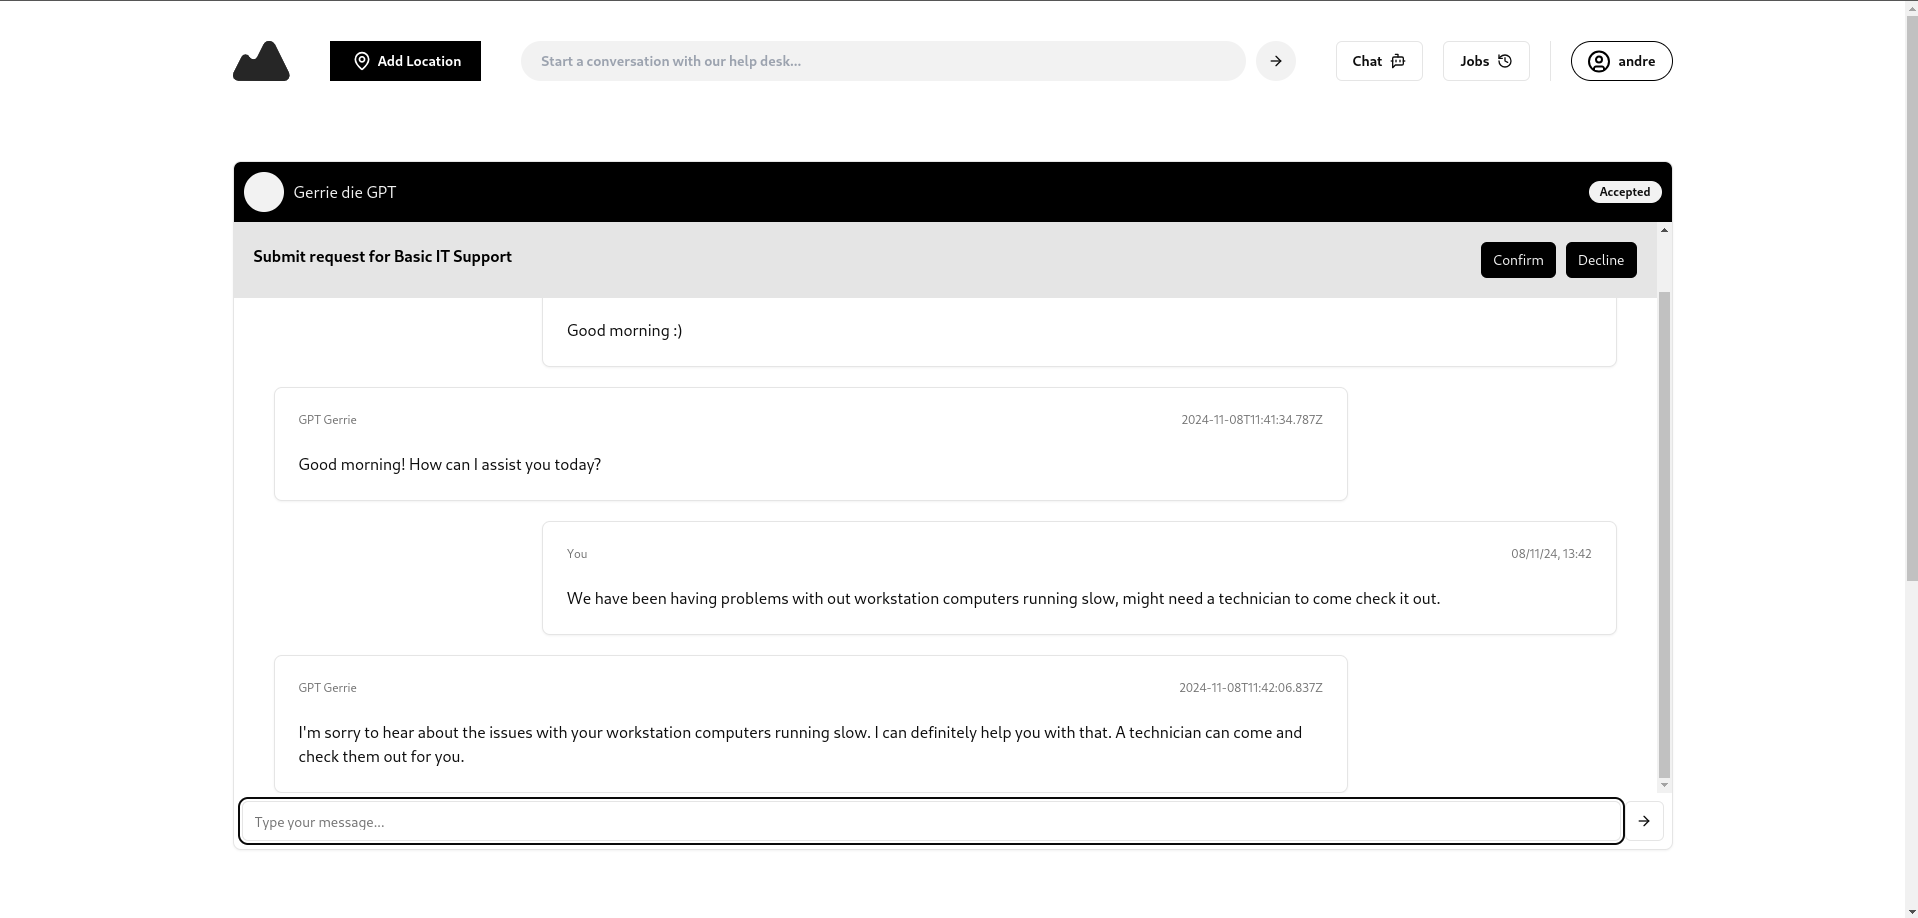 Add Location
Start a conversation with our help desk...
Chat
Jobs
andre
Gerrie die GPT
Accepted
Submit request for Basic IT Support
Confirm
Decline
Good morning :)
GPT Gerrie
2024-11-08T11:41:34.787Z
Good morning! How can I assist you today?
You
08/11/24, 13:42
We have been having problems with out workstation computers running slow, might need a technician to come check it out.
GPT Gerrie
2024-11-08T11:42:06.837Z
I'm sorry to hear about the issues with your workstation computers running slow. I can definitely help you with that. A technician can come and
check them out for you.
Type your message...